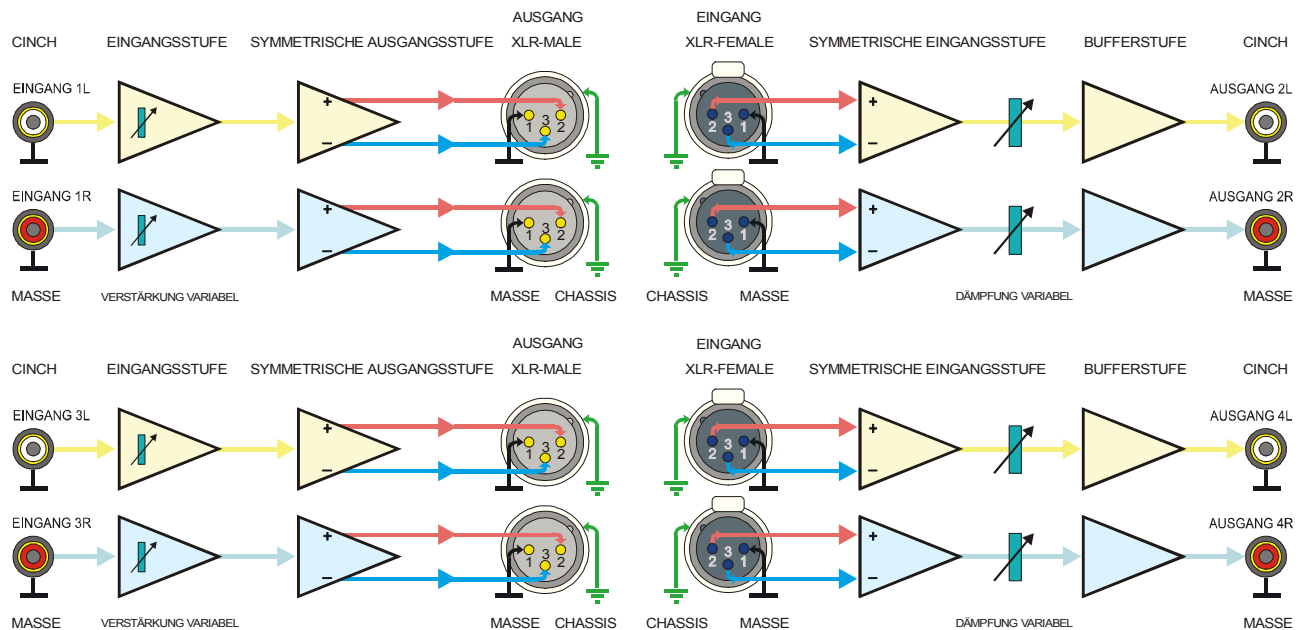 AUSGANG EINGANG
CINCH EINGANGSSTUFE SYMMETRISCHE AUSGANGSSTUFE XLR-MALE XLR-FEMALE SYMMETRISCHE EINGANGSSTUFE BUFFERSTUFE CINCH
EINGANG 1L AUSGANG 2L
+ +
3 3
1 2 2 1
− −
EINGANG 1R AUSGANG 2R
+ +
3 3
1 2 2 1
− −
MASSE VERSTÄRKUNG VARIABEL MASSE CHASSIS CHASSIS MASSE DÄMPFUNG VARIABEL MASSE
AUSGANG EINGANG
CINCH EINGANGSSTUFE SYMMETRISCHE AUSGANGSSTUFE XLR-MALE XLR-FEMALE SYMMETRISCHE EINGANGSSTUFE BUFFERSTUFE CINCH
EINGANG 3L AUSGANG 4L
+ +
3 3
1 2 2 1
− −
EINGANG 3R AUSGANG 4R
+ +
3 3
1 2 2 1
− −
MASSE VERSTÄRKUNG VARIABEL MASSE CHASSIS CHASSIS MASSE DÄMPFUNG VARIABEL MASSE